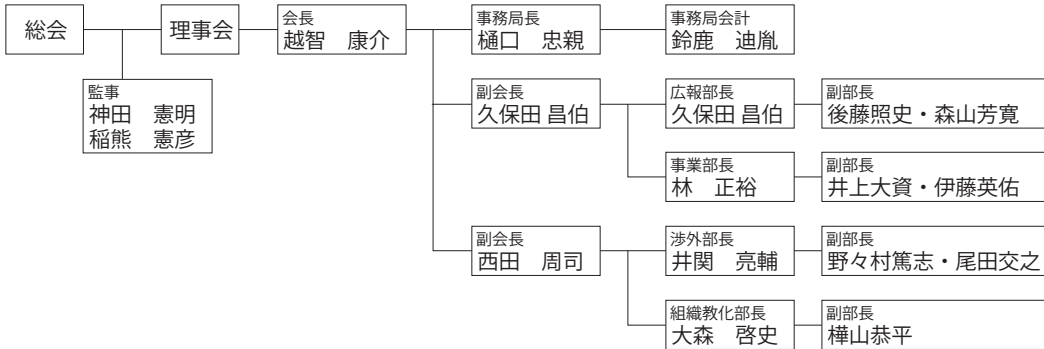 総会
理事会
会長
越智　康介
事務局長
樋口　忠親
事務局会計
鈴鹿　迪胤
監事
神田　憲明
稲熊　憲彦
副会長
久保田 昌伯
広報部長
久保田 昌伯
副部長
後藤照史・森山芳寛
事業部長
林　正裕
副部長
井上大資・伊藤英佑
副会長
西田　周司
渉外部長
井関　亮輔
副部長
野々村篤志・尾田交之
組織教化部長
大森　啓史
副部長
樺山恭平